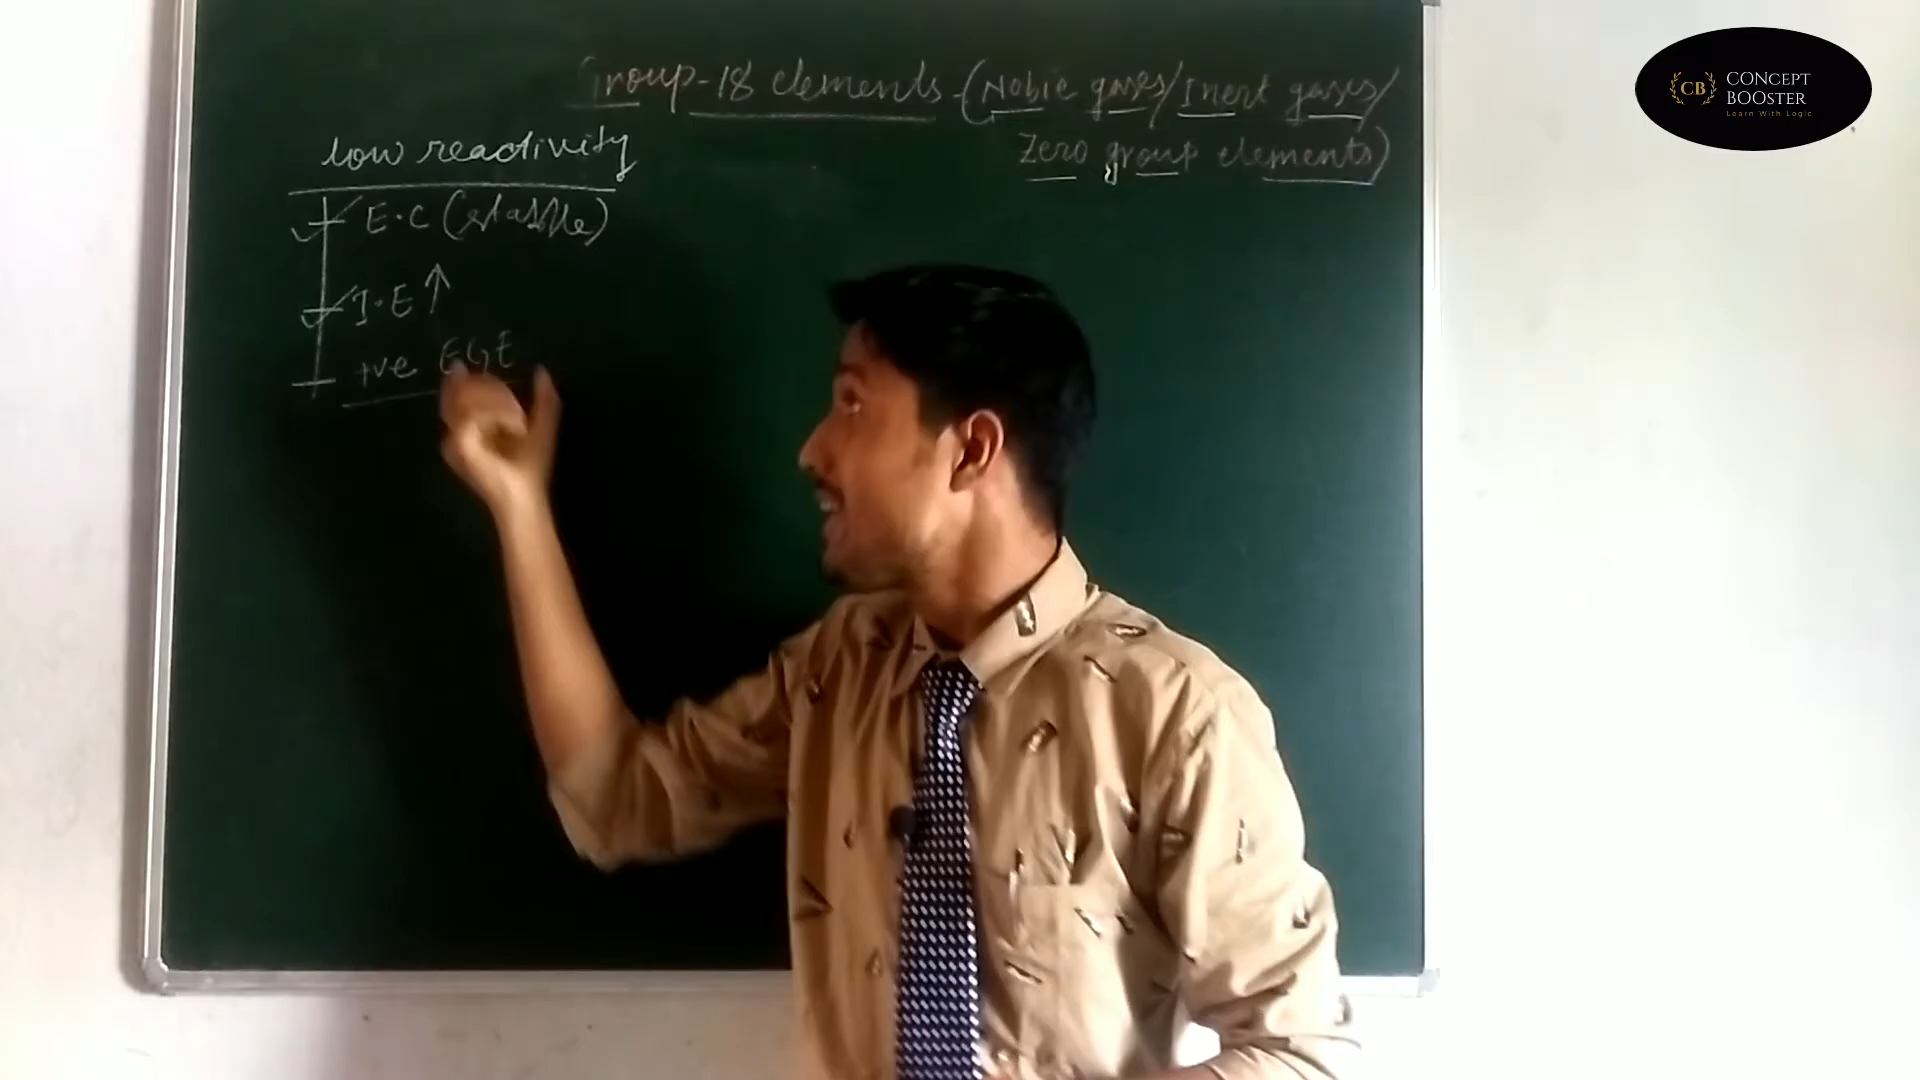 Group-18 elements-(Noble gases/Inert gases/
Zero group elements)
low reactivity
E.C (stable)
I.E ↑
+ve EGE
CB
CONCEPT
BOOSTER
Learn With Logic